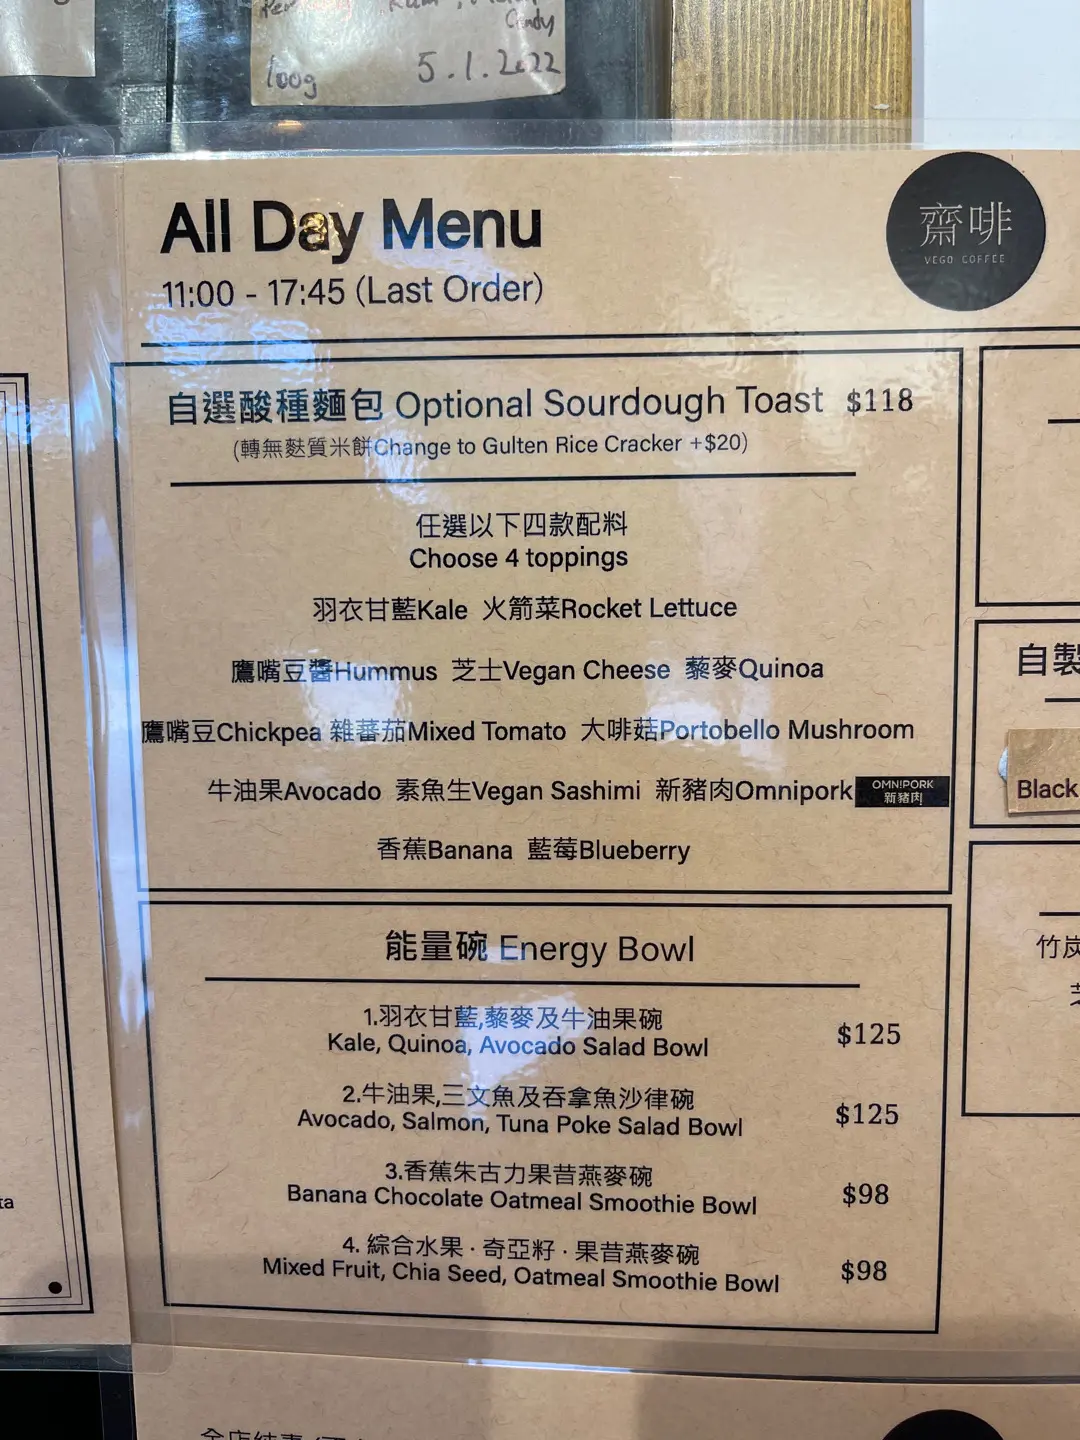 Candy
100g
5.1.2022
All Day Menu
11:00 - 17:45 (Last Order)
齋啡
VEGO COFFEE
自選酸種麵包 Optional Sourdough Toast $118
(轉無麩質米餅Change to Gulten Rice Cracker +$20)
任選以下四款配料
Choose 4 toppings
羽衣甘藍Kale 火箭菜Rocket Lettuce
鷹嘴豆醬Hummus 芝士Vegan Cheese 藜麥Quinoa
鷹嘴豆Chickpea 雜蕃茄Mixed Tomato 大啡菇Portobello Mushroom
牛油果Avocado 素魚生Vegan Sashimi 新豬肉Omnipork
OMNIPORK
新豬肉
香蕉Banana 藍莓Blueberry
能量碗 Energy Bowl
1.羽衣甘藍,藜麥及牛油果碗
Kale, Quinoa, Avocado Salad Bowl $125
2.牛油果,三文魚及吞拿魚沙律碗
Avocado, Salmon, Tuna Poke Salad Bowl $125
3.香蕉朱古力果昔燕麥碗
Banana Chocolate Oatmeal Smoothie Bowl $98
4. 綜合水果 · 奇亞籽 · 果昔燕麥碗
Mixed Fruit, Chia Seed, Oatmeal Smoothie Bowl $98
自製
Black
竹炭
ta